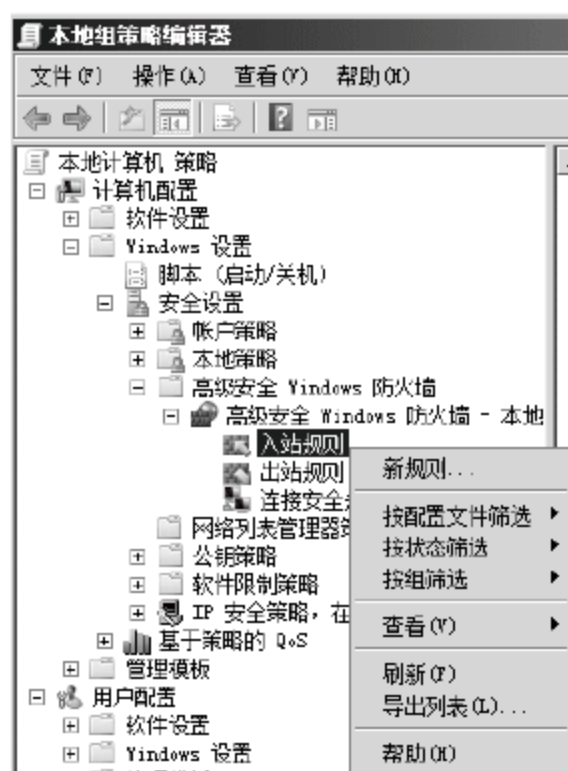 本地组策略编辑器
文件(F) 操作(A) 查看(V) 帮助(H)
本地计算机 策略
计算机配置
软件设置
Windows 设置
脚本 (启动/关机)
安全设置
帐户策略
本地策略
高级安全 Windows 防火墙
高级安全 Windows 防火墙 - 本地
入站规则
出站规则
连接安全
网络列表管理器
公钥策略
软件限制策略
IP 安全策略，在
基于策略的 QoS
管理模板
用户配置
软件设置
Windows 设置
新规则...
按配置文件筛选
按状态筛选
按组筛选
查看(V)
刷新(F)
导出列表(L)...
帮助(H)